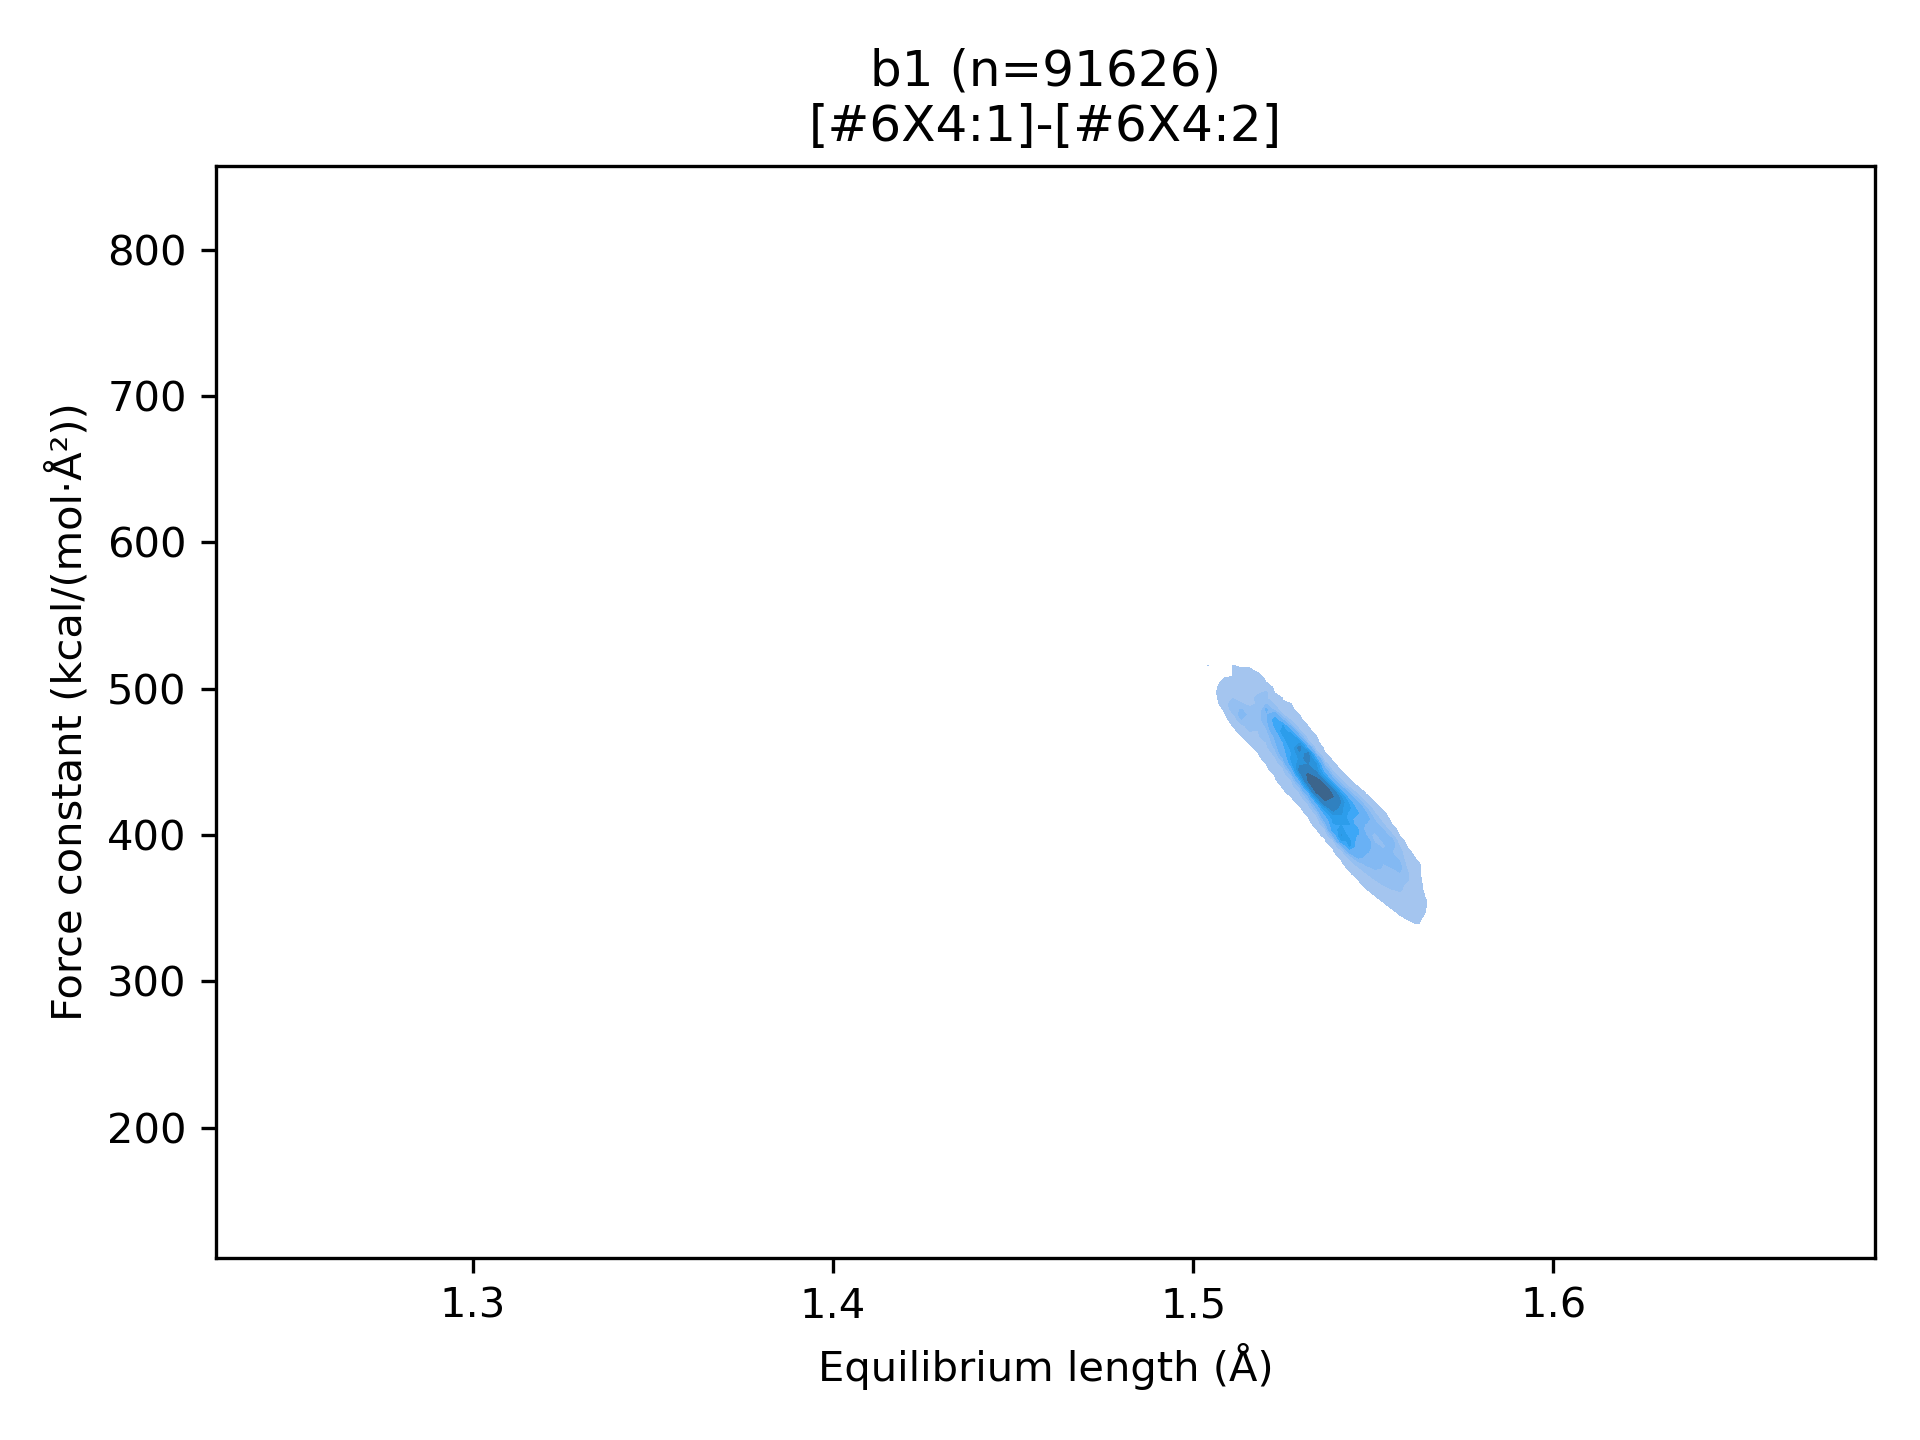 b1 (n=91626)
[#6X4:1]-[#6X4:2]
Force constant (kcal/(mol·Å²))
800
700
600
500
400
300
200
1.3 1.4 1.5 1.6
Equilibrium length (Å)